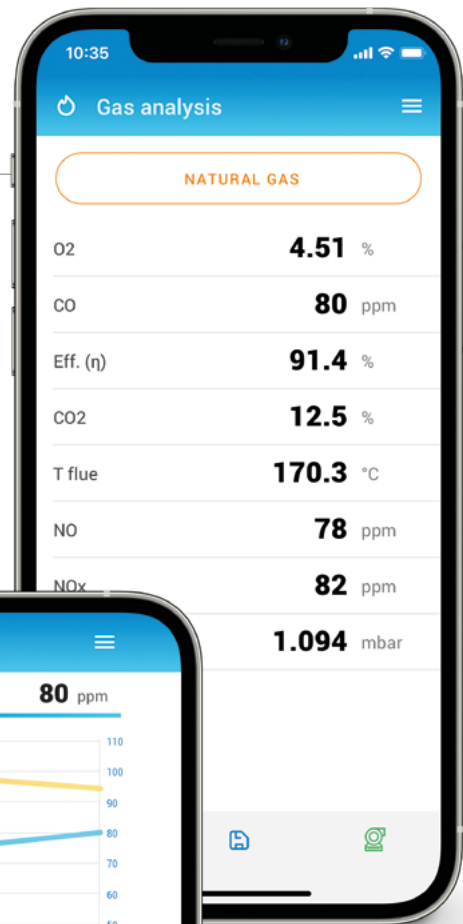 10:35
Gas analysis
NATURAL GAS
O2 4.51 %
CO 80 ppm
Eff. (η) 91.4 %
CO2 12.5 %
T flue 170.3 °C
NO 78 ppm
NOx 82 ppm
1.094 mbar
80 ppm
110
100
90
80
70
60